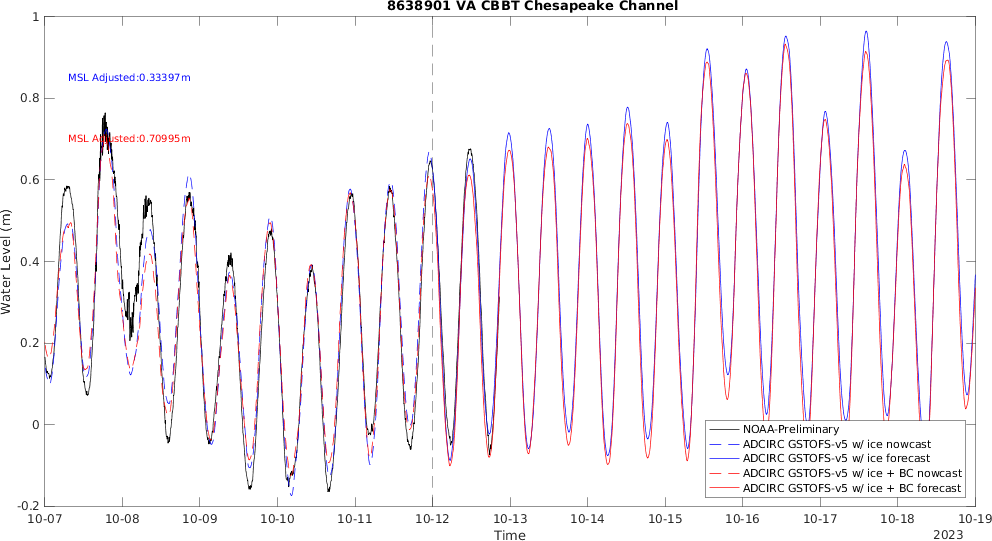 8638901 VA CBBT Chesapeake Channel
MSL Adjusted:0.33397m
MSL Adjusted:0.70995m
Water Level (m)
1
0.8
0.6
0.4
0.2
0
-0.2
NOAA-Preliminary
ADCIRC GSTOFS-v5 w/ ice nowcast
ADCIRC GSTOFS-v5 w/ ice forecast
ADCIRC GSTOFS-v5 w/ ice + BC nowcast
ADCIRC GSTOFS-v5 w/ ice + BC forecast
10-07 10-08 10-09 10-10 10-11 10-12 10-13 10-14 10-15 10-16 10-17 10-18 10-19
Time
2023